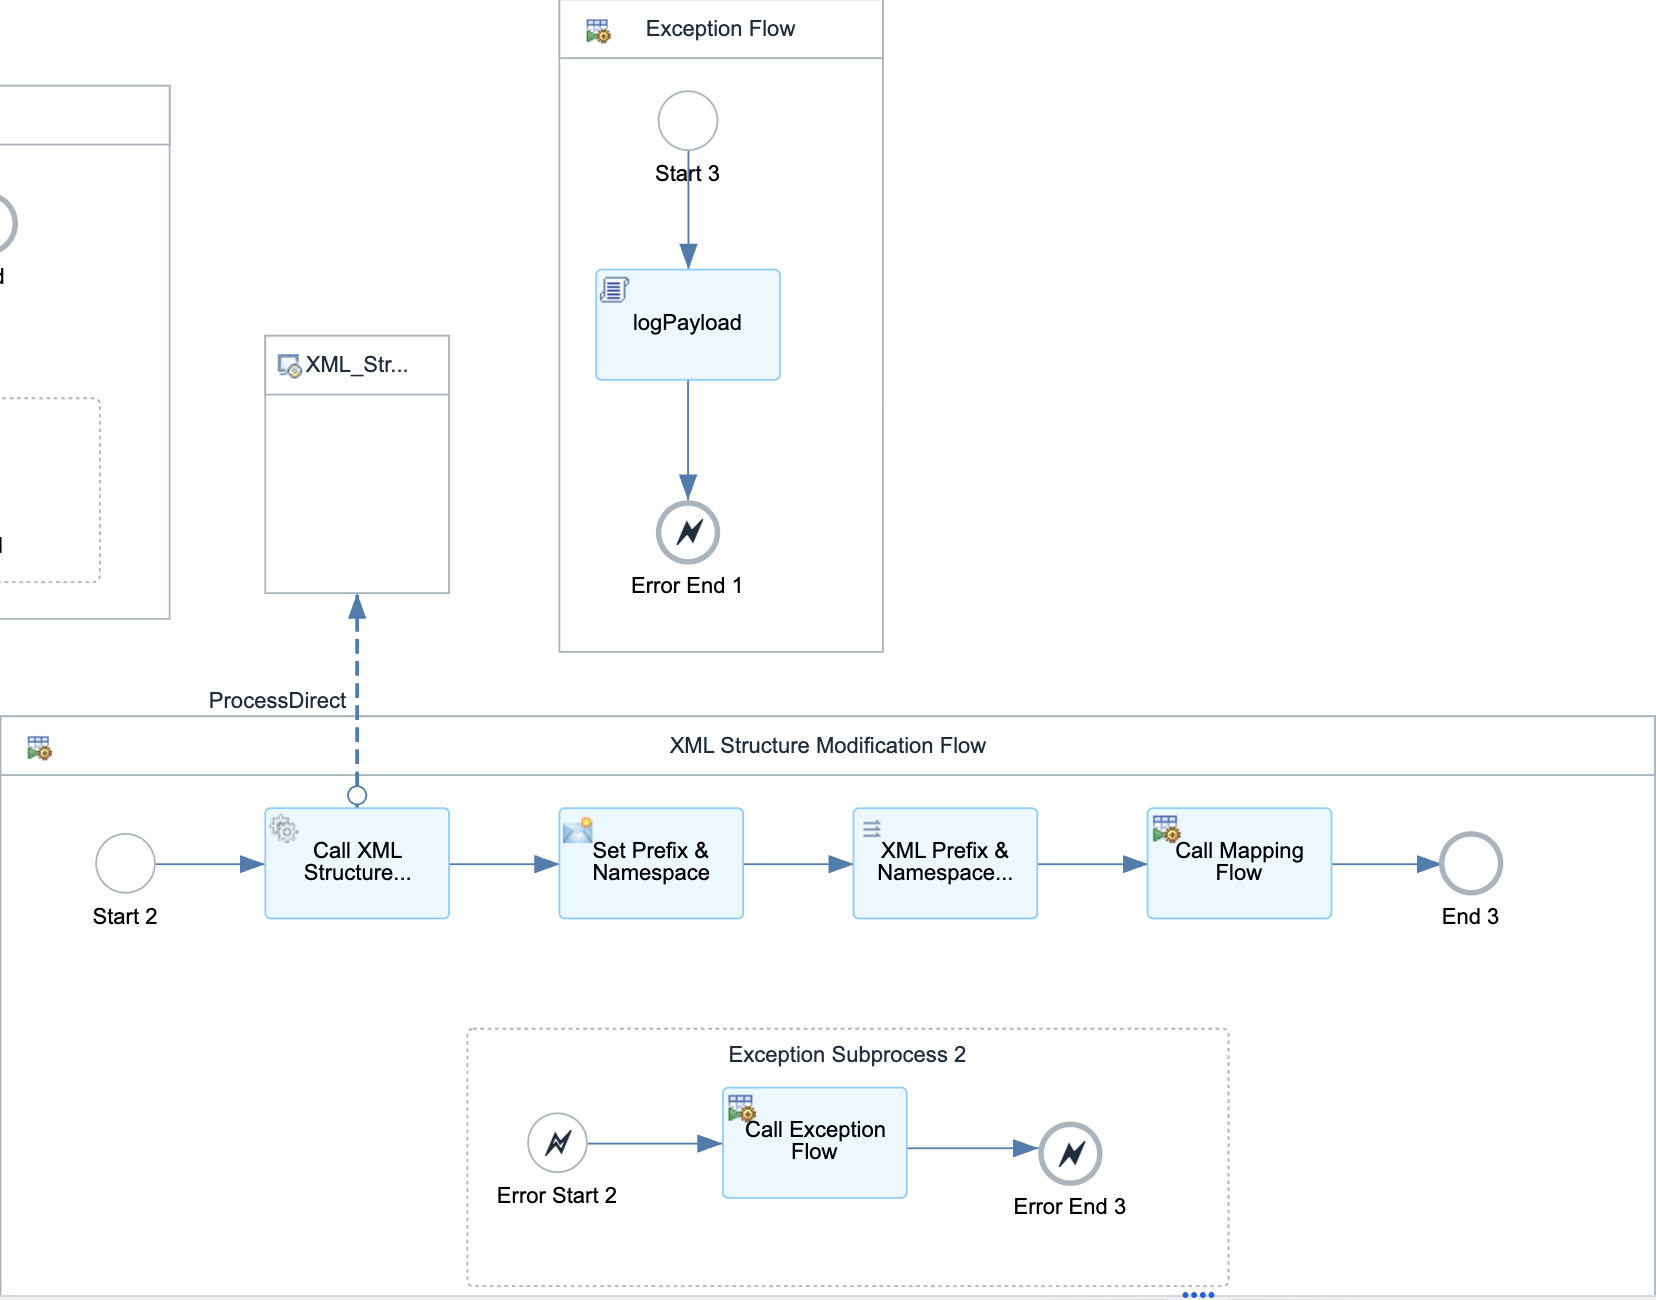 Exception Flow
Start 3
logPayload
XML_Str...
Error End 1
ProcessDirect
XML Structure Modification Flow
Call XML
Structure...
Set Prefix &
Namespace
XML Prefix &
Namespace...
Call Mapping
Flow
Start 2
End 3
Exception Subprocess 2
Call Exception
Flow
Error Start 2
Error End 3